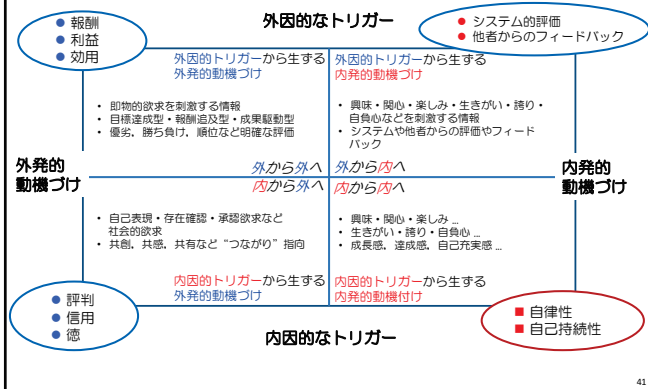 外因的なトリガー
● 報酬
● 利益
● 効用
● システム的評価
● 他者からのフィードバック
外因的トリガーから生ずる
外発的動機づけ
外因的トリガーから生ずる
内発的動機づけ
• 即物的欲求を刺激する情報
• 目標達成型・報酬追及型・成果駆動型
• 優劣、勝ち負け、順位など明確な評価
• 興味・関心・楽しみ・生きがい・誇り・
自負心などを刺激する情報
• システムや他者からの評価やフィード
バック
外発的
動機づけ
外から外へ
外から内へ
内から外へ
内から内へ
内発的
動機づけ
• 自己表現・存在確認・承認欲求など
社会的欲求
• 共創、共感、共有など“つながり”指向
• 興味・関心・楽しみ…
• 生きがい・誇り・自負心…
• 成長感、達成感、自己充実感…
内因的トリガーから生ずる
外発的動機づけ
内因的トリガーから生ずる
内発的動機付け
● 評判
● 信用
● 徳
■ 自律性
■ 自己持続性
内因的なトリガー
41